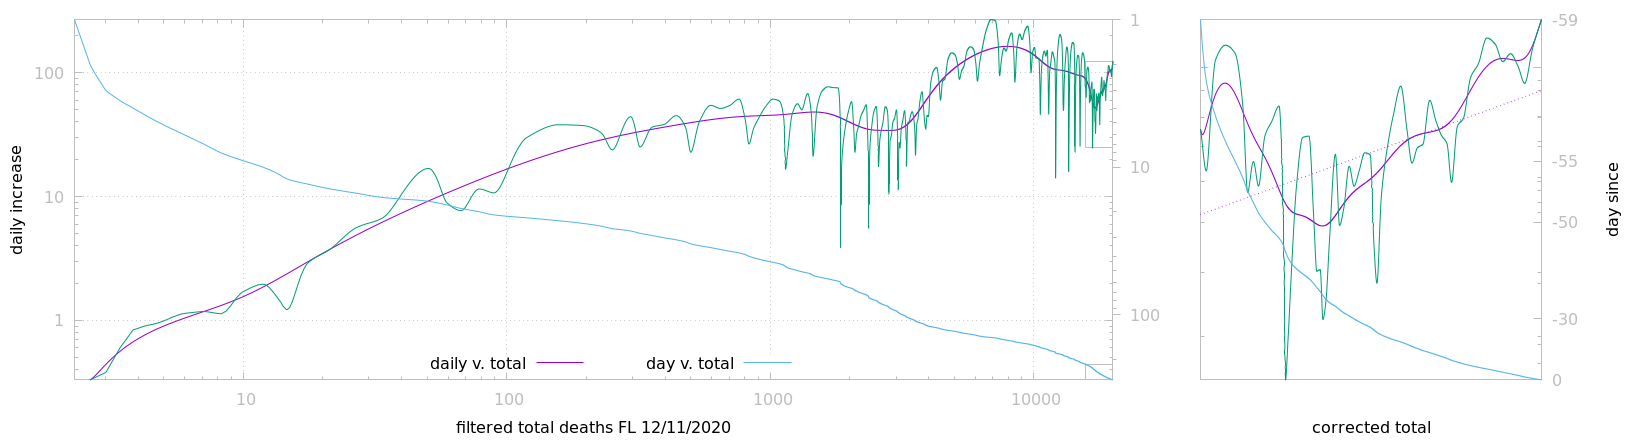 daily increase
100
10
1
10
100
1000
10000
filtered total deaths FL 12/11/2020
daily v. total
day v. total
1
10
100
-59
-55
-50
-30
0
day since
corrected total